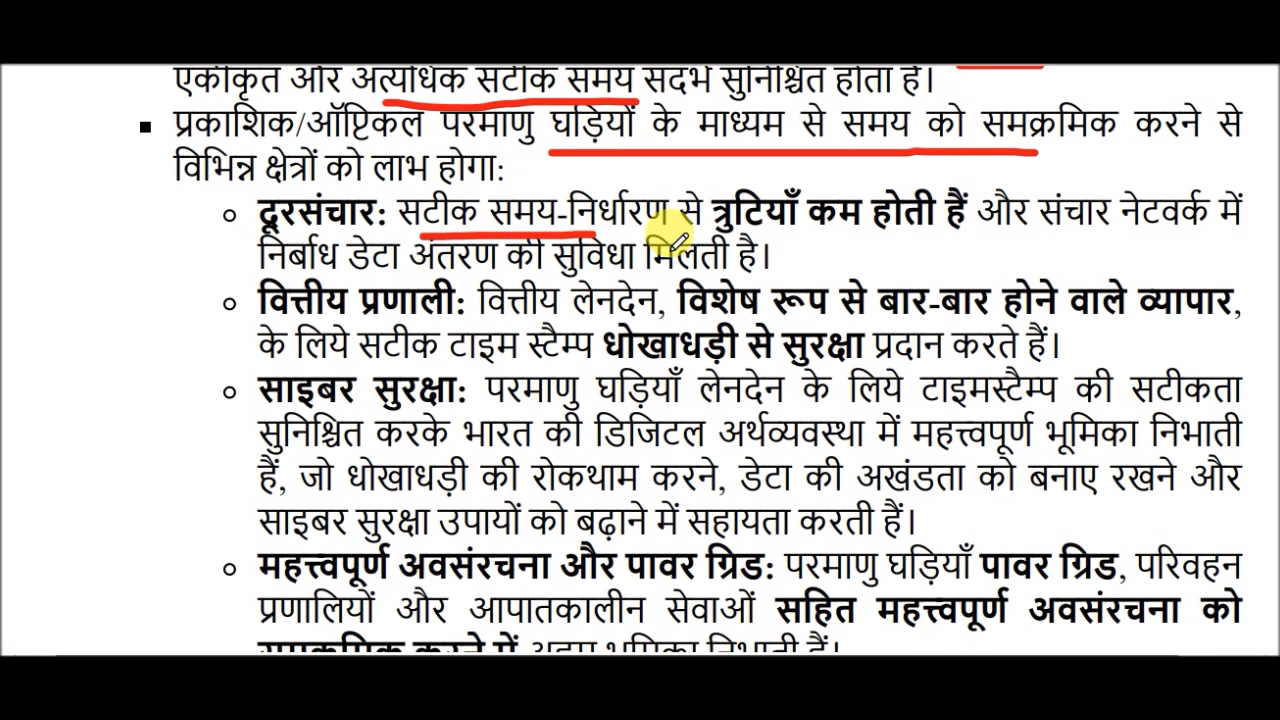 एकीकृत और अत्यधिक सटीक समय संदर्भ सुनिश्चित होता है।
▪ प्रकाशिक/ऑप्टिकल परमाणु घड़ियों के माध्यम से समय को समक्रमिक करने से
विभिन्न क्षेत्रों को लाभ होगा:
○ दूरसंचार: सटीक समय-निर्धारण से त्रुटियाँ कम होती हैं और संचार नेटवर्क में
निर्बाध डेटा अंतरण की सुविधा मिलती है।
○ वित्तीय प्रणाली: वित्तीय लेनदेन, विशेष रूप से बार-बार होने वाले व्यापार,
के लिये सटीक टाइम स्टैम्प धोखाधड़ी से सुरक्षा प्रदान करते हैं।
○ साइबर सुरक्षा: परमाणु घड़ियाँ लेनदेन के लिये टाइमस्टैम्प की सटीकता
सुनिश्चित करके भारत की डिजिटल अर्थव्यवस्था में महत्त्वपूर्ण भूमिका निभाती
हैं, जो धोखाधड़ी की रोकथाम करने, डेटा की अखंडता को बनाए रखने और
साइबर सुरक्षा उपायों को बढ़ाने में सहायता करती हैं।
○ महत्त्वपूर्ण अवसंरचना और पावर ग्रिड: परमाणु घड़ियाँ पावर ग्रिड, परिवहन
प्रणालियों और आपातकालीन सेवाओं सहित महत्त्वपूर्ण अवसंरचना को
समक्रमिक करने में अहम भूमिका निभाती हैं।